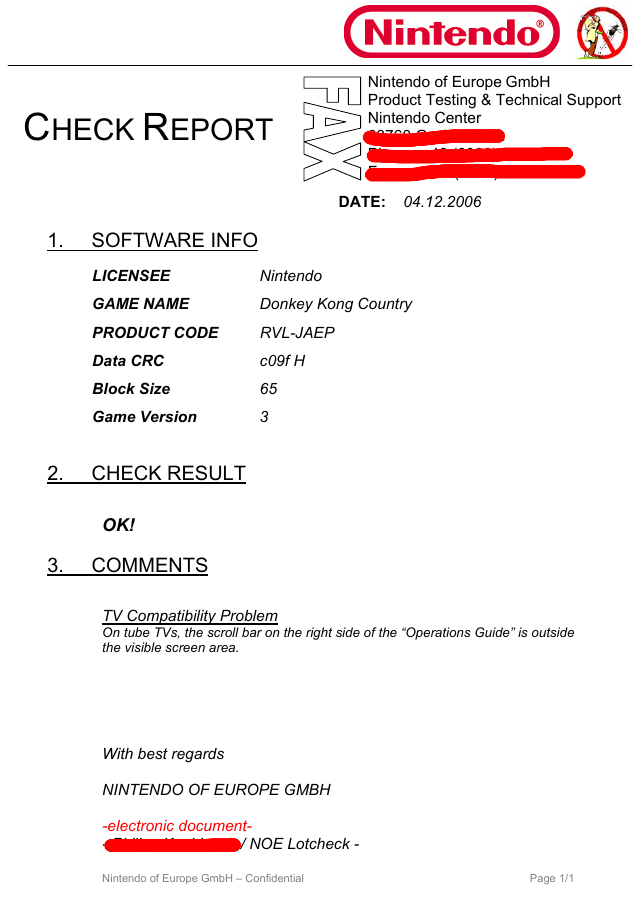 Nintendo®
CHECK REPORT
FAX
Nintendo of Europe GmbH
Product Testing & Technical Support
Nintendo Center
DATE: 04.12.2006
1. SOFTWARE INFO
LICENSEE Nintendo
GAME NAME Donkey Kong Country
PRODUCT CODE RVL-JAEP
Data CRC c09f H
Block Size 65
Game Version 3
2. CHECK RESULT
OK!
3. COMMENTS
TV Compatibility Problem
On tube TVs, the scroll bar on the right side of the “Operations Guide” is outside
the visible screen area.
With best regards
NINTENDO OF EUROPE GMBH
-electronic document-
- / NOE Lotcheck -
Nintendo of Europe GmbH – Confidential Page 1/1